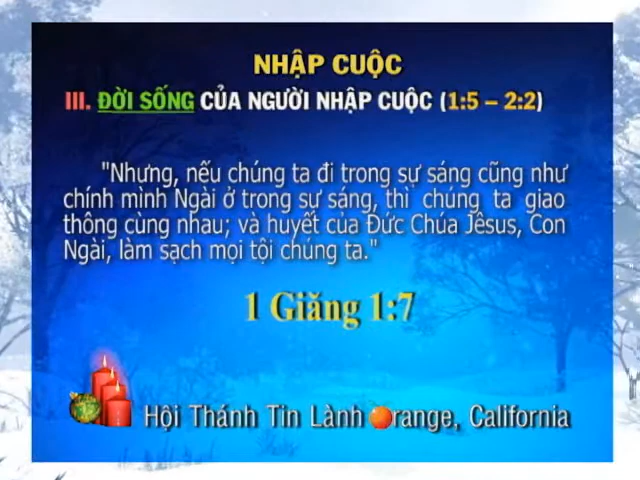 NHẬP CUỘC
III. ĐỜI SỐNG CỦA NGƯỜI NHẬP CUỘC (1:5 – 2:2)
"Nhưng, nếu chúng ta đi trong sự sáng cũng như
chính mình Ngài ở trong sự sáng, thì chúng ta giao
thông cùng nhau; và huyết của Đức Chúa Jêsus, Con
Ngài, làm sạch mọi tội chúng ta."
1 Giăng 1:7
Hội Thánh Tin Lành Orange, California